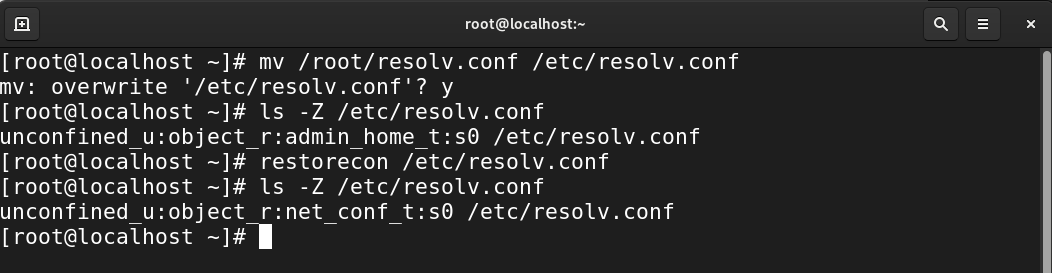 root@localhost:~
[root@localhost ~]# mv /root/resolv.conf /etc/resolv.conf
mv: overwrite '/etc/resolv.conf'? y
[root@localhost ~]# ls -Z /etc/resolv.conf
unconfined_u:object_r:admin_home_t:s0 /etc/resolv.conf
[root@localhost ~]# restorecon /etc/resolv.conf
[root@localhost ~]# ls -Z /etc/resolv.conf
unconfined_u:object_r:net_conf_t:s0 /etc/resolv.conf
[root@localhost ~]#